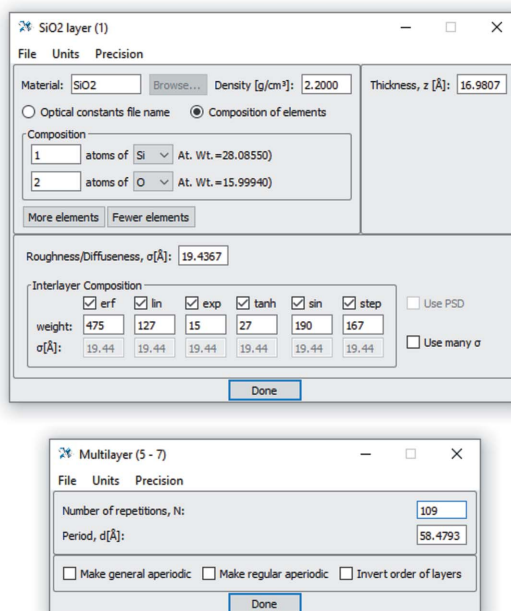 SiO2 layer (1)
File Units Precision
Material: SiO2 Browse... Density [g/cm³]: 2.2000 Thickness, z [Å]: 16.9807
Optical constants file name Composition of elements
Composition
1 atoms of Si At. Wt.=28.08550)
2 atoms of O At. Wt.=15.99940)
More elements Fewer elements
Roughness/Diffuseness, σ[Å]: 19.4367
Interlayer Composition
erf lin exp tanh sin step Use PSD
weight: 475 127 15 27 190 167
σ[Å]: 19.44 19.44 19.44 19.44 19.44 19.44 Use many σ
Done
Multilayer (5 - 7)
File Units Precision
Number of repetitions, N: 109
Period, d[Å]: 58.4793
Make general aperiodic Make regular aperiodic Invert order of layers
Done